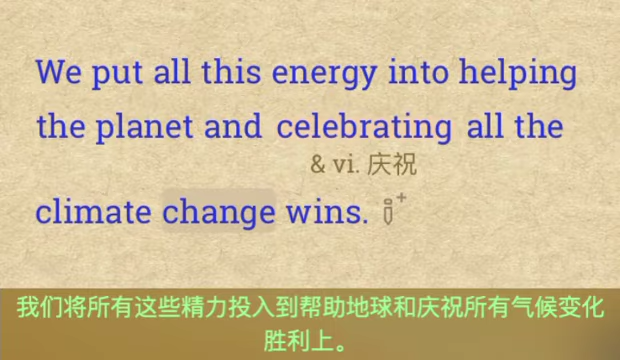 We put all this energy into helping
the planet and celebrating all the
& vi. 庆祝
climate change wins.
我们将所有这些精力投入到帮助地球和庆祝所有气候变化
胜利上。